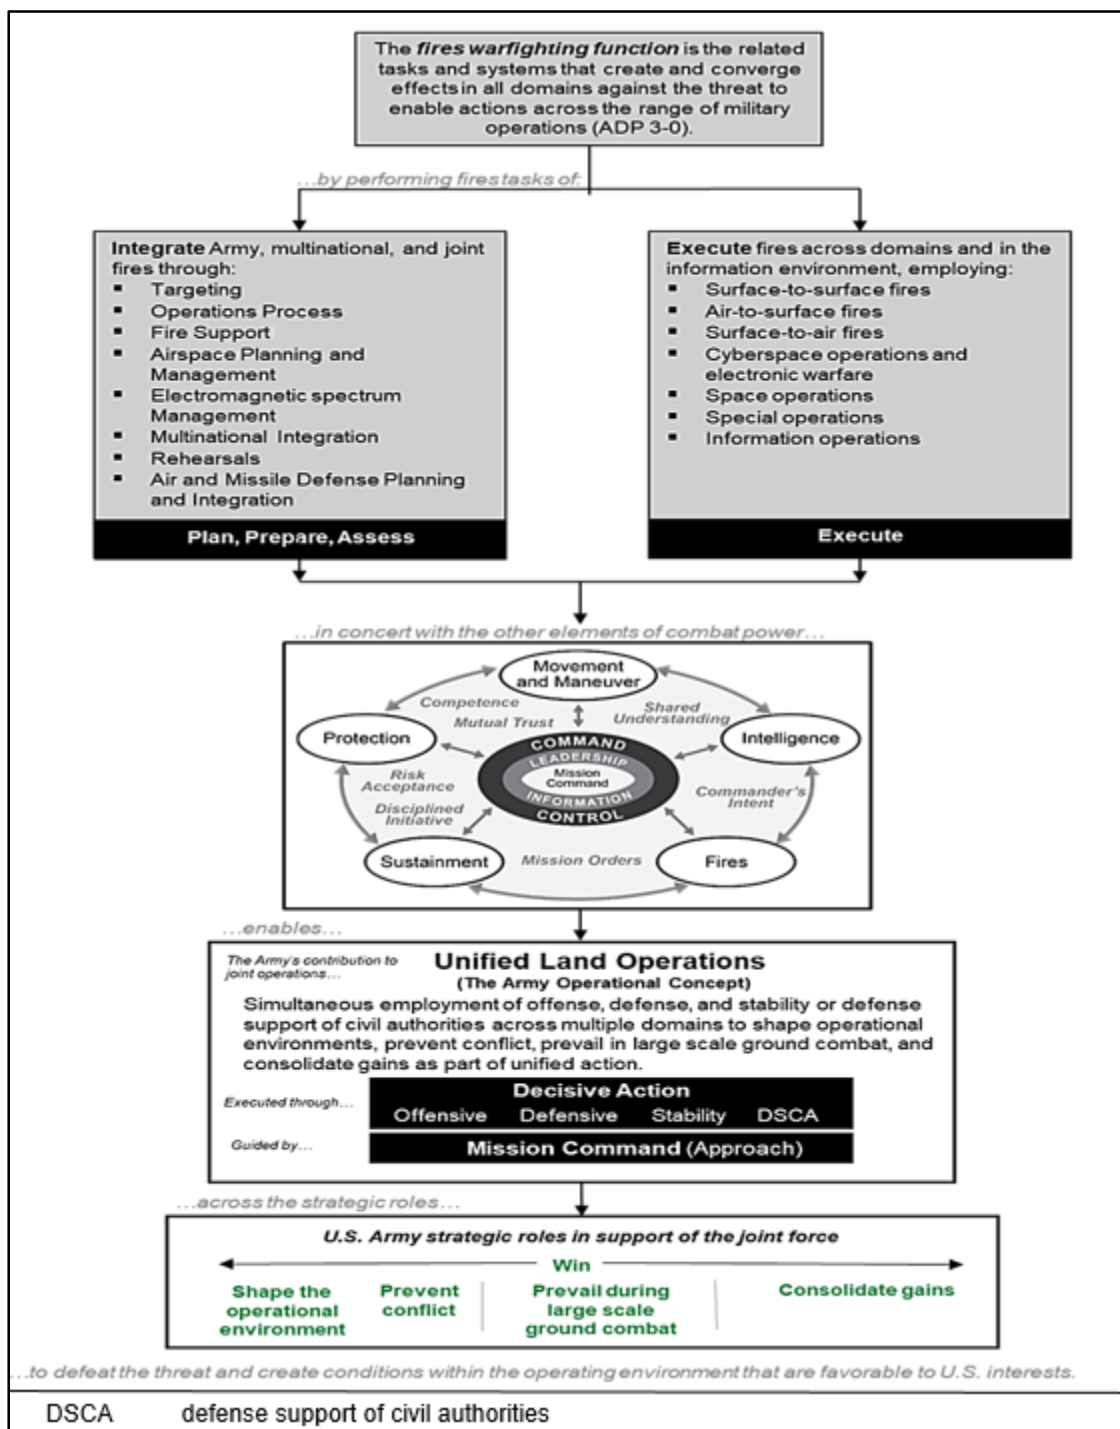 The fires warfighting function is the related
tasks and systems that create and converge
effects in all domains against the threat to
enable actions across the range of military
operations (ADP 3-0).
...by performing fires tasks of:
Integrate Army, multinational, and joint
fires through:
▪ Targeting
▪ Operations Process
▪ Fire Support
▪ Airspace Planning and
Management
▪ Electromagnetic spectrum
Management
▪ Multinational Integration
▪ Rehearsals
▪ Air and Missile Defense Planning
and Integration
Plan, Prepare, Assess
Execute fires across domains and in the
information environment, employing:
▪ Surface-to-surface fires
▪ Air-to-surface fires
▪ Surface-to-air fires
▪ Cyberspace operations and
electronic warfare
▪ Space operations
▪ Special operations
▪ Information operations
Execute
...in concert with the other elements of combat power...
Movement
and Maneuver
Competence
Mutual Trust
Shared
Understanding
Protection
Intelligence
COMMAND
LEADERSHIP
Mission
Command
INFORMATION
CONTROL
Risk
Acceptance
Commander's
Intent
Disciplined
Initiative
Sustainment
Mission Orders
Fires
...enables...
The Army's contribution to
joint operations...
Unified Land Operations
(The Army Operational Concept)
Simultaneous employment of offense, defense, and stability or defense
support of civil authorities across multiple domains to shape operational
environments, prevent conflict, prevail in large scale ground combat, and
consolidate gains as part of unified action.
Executed through...
Decisive Action
Offensive Defensive Stability DSCA
Guided by...
Mission Command (Approach)
...across the strategic roles...
U.S. Army strategic roles in support of the joint force
Win
Shape the
operational
environment
Prevent
conflict
Prevail during
large scale
ground combat
Consolidate gains
...to defeat the threat and create conditions within the operating environment that are favorable to U.S. interests.
DSCA defense support of civil authorities